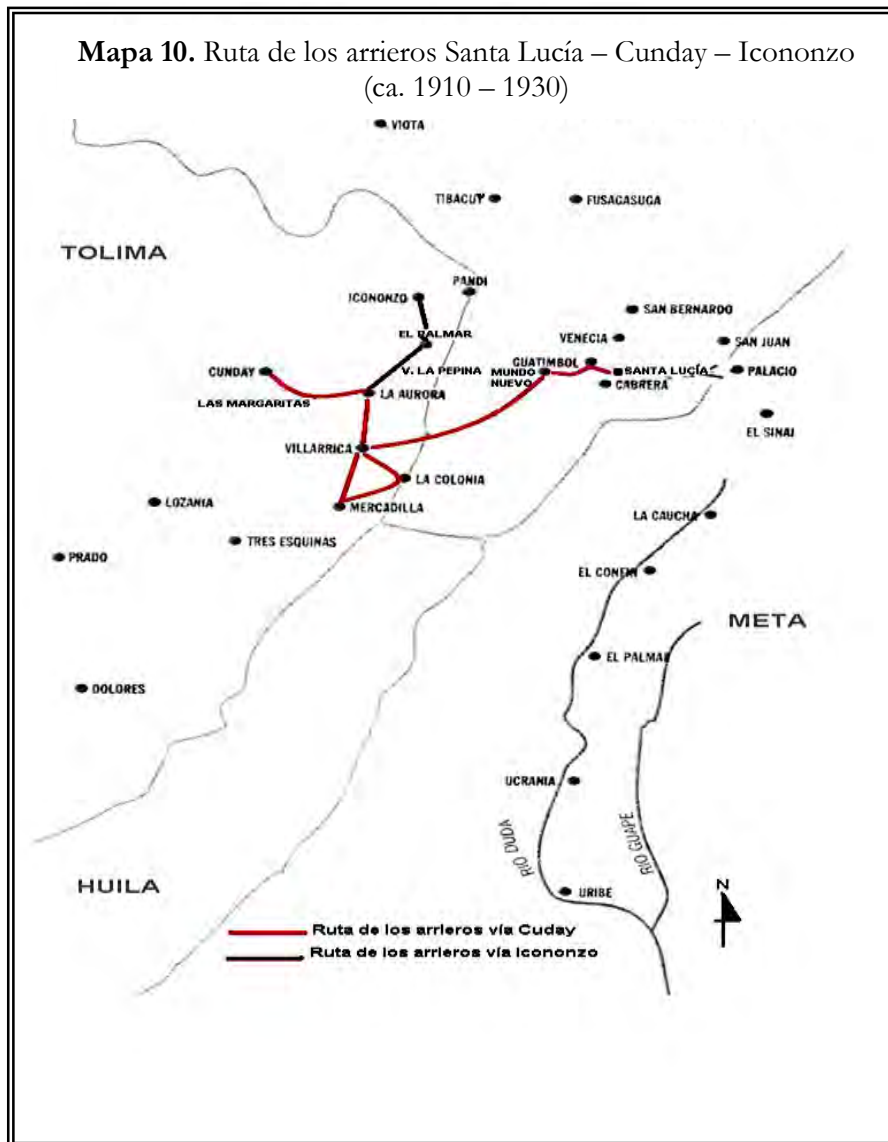 Mapa 10. Ruta de los arrieros Santa Lucía – Cunday – Icononzo
(ca. 1910 – 1930)
VIOTA
TIBACUY
FUSAGASUGA
TOLIMA
PANDI
ICONONZO
SAN BERNARDO
EL PALMAR
VENECIA
SAN JUAN
GUATIMBOL
CUNDAY
V. LA PEPINA
MUNDO
NUEVO
SANTA LUCÍA
PALACIO
CABRERA
LAS MARGARITAS
LA AURORA
EL SINAI
VILLARRICA
LA COLONIA
LOZANIA
MERCADILLA
LA CAUCHA
TRES ESQUINAS
PRADO
META
EL PALMAR
DOLORES
UCRANIA
RIO DUDA
RIO GUAPE
HUILA
URIBE
N
Ruta de los arrieros vía Cuday
Ruta de los arrieros vía Icononzo